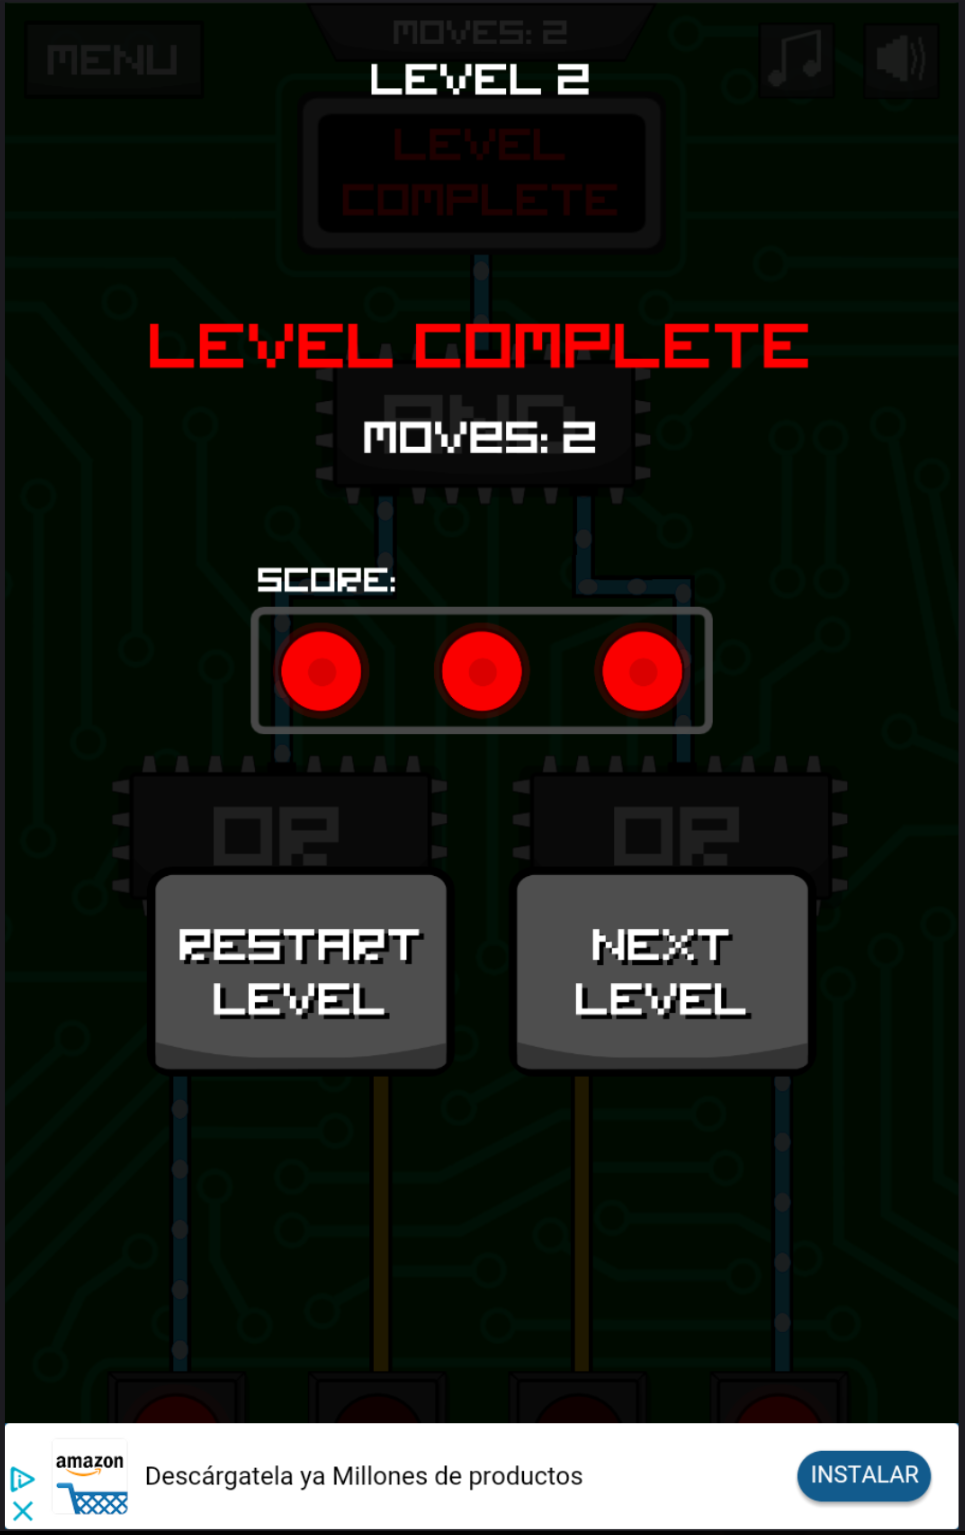 MENU
MOVES: 2
LEVEL 2
LEVEL
COMPLETE
LEVEL COMPLETE
AND
MOVES: 2
SCORE:
OR OR
RESTART
LEVEL
NEXT
LEVEL
amazon
Descárgatela ya Millones de productos
INSTALAR